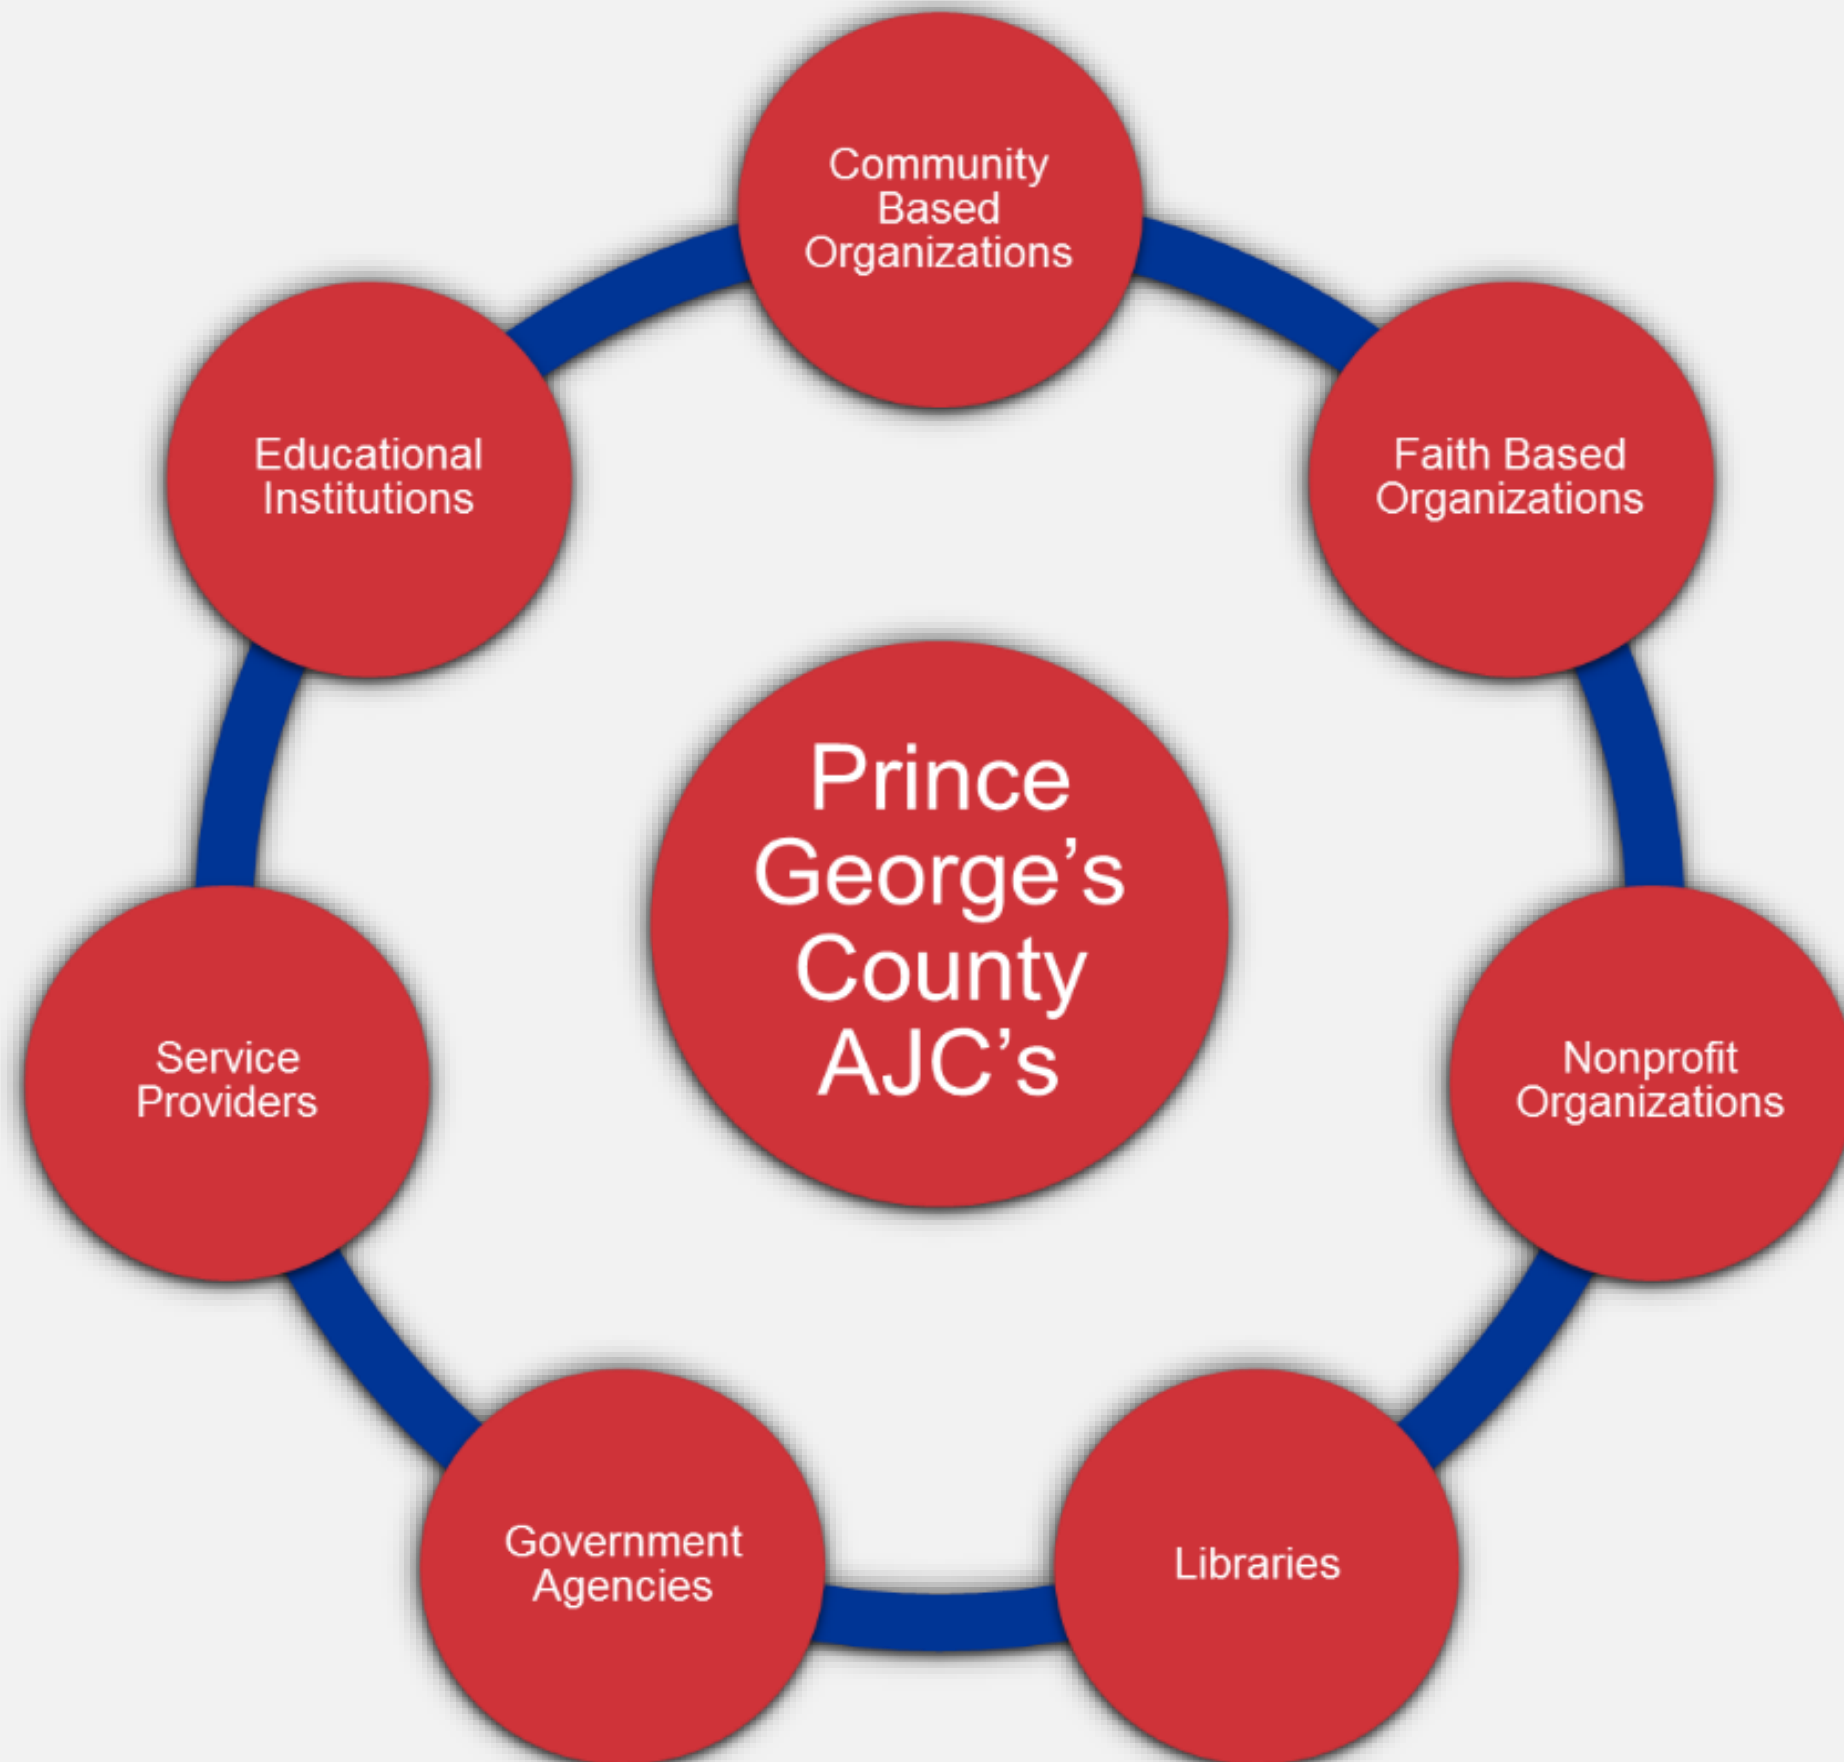 Community
Based
Organizations
Educational
Institutions
Faith Based
Organizations
Prince
George’s
County
AJC’s
Service
Providers
Nonprofit
Organizations
Government
Agencies
Libraries